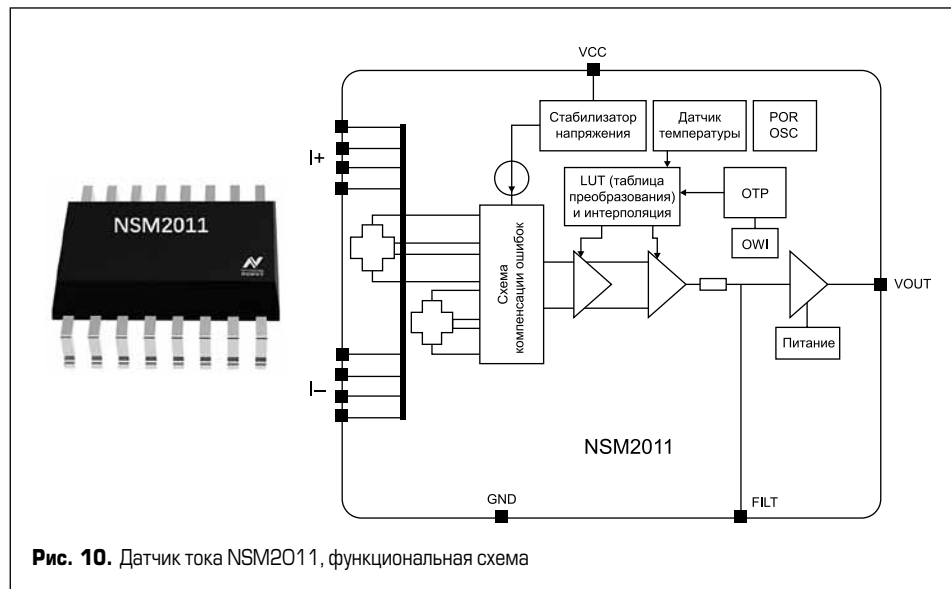 VCC
Стабилизатор
напряжения
Датчик
температуры
POR
OSC
I+
LUT (таблица
преобразования)
и интерполяция
OTP
OWI
NSM2011
Схема
компенсации ошибок
VOUT
Питание
I–
NSM2011
GND
FILT
Рис. 10. Датчик тока NSM2011, функциональная схема